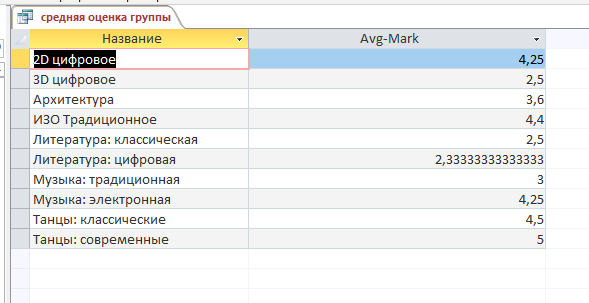 средняя оценка группы
Название Avg-Mark
2D цифровое 4,25
3D цифровое 2,5
Архитектура 3,6
ИЗО Традиционное 4,4
Литература: классическая 2,5
Литература: цифровая 2,33333333333333
Музыка: традиционная 3
Музыка: электронная 4,25
Танцы: классические 4,5
Танцы: современные 5